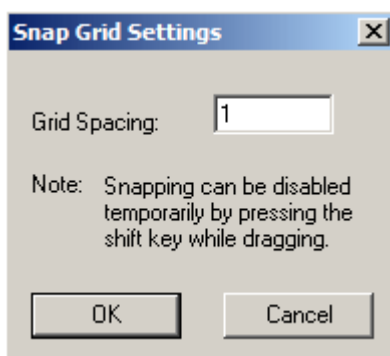 Snap Grid Settings
Grid Spacing: 1
Note: Snapping can be disabled
temporarily by pressing the
shift key while dragging.
OK Cancel